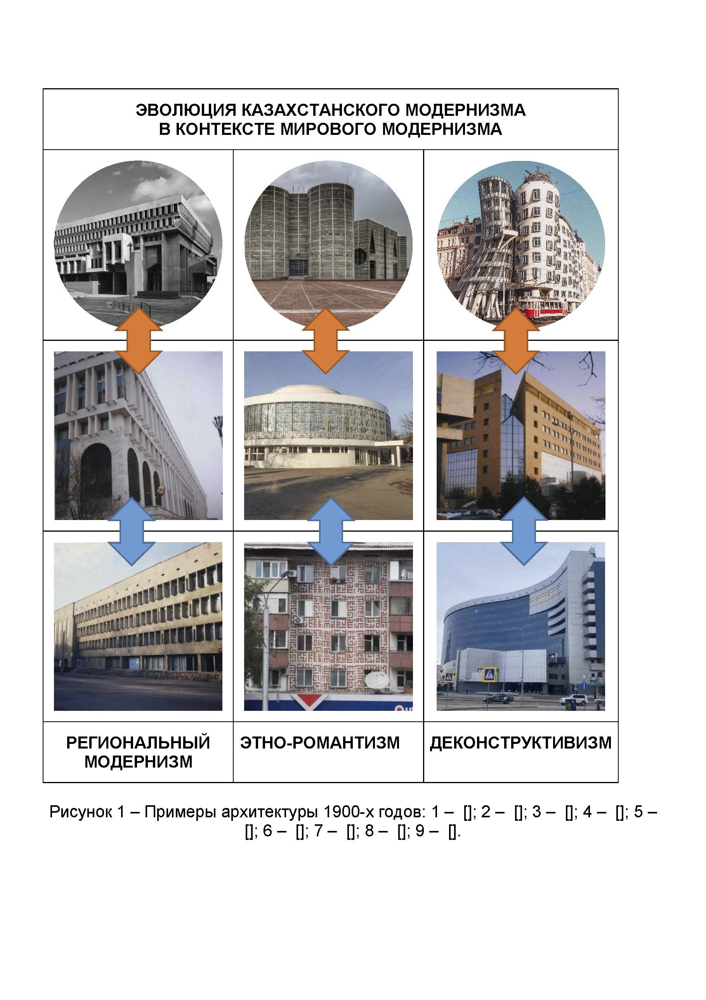 ЭВОЛЮЦИЯ КАЗАХСТАНСКОГО МОДЕРНИЗМА
В КОНТЕКСТЕ МИРОВОГО МОДЕРНИЗМА
РЕГИОНАЛЬНЫЙ
МОДЕРНИЗМ
ЭТНО-РОМАНТИЗМ
ДЕКОНСТРУКТИВИЗМ
Рисунок 1 – Примеры архитектуры 1900-х годов: 1 – []; 2 – []; 3 – []; 4 – []; 5 –
[]; 6 – []; 7 – []; 8 – []; 9 – [].